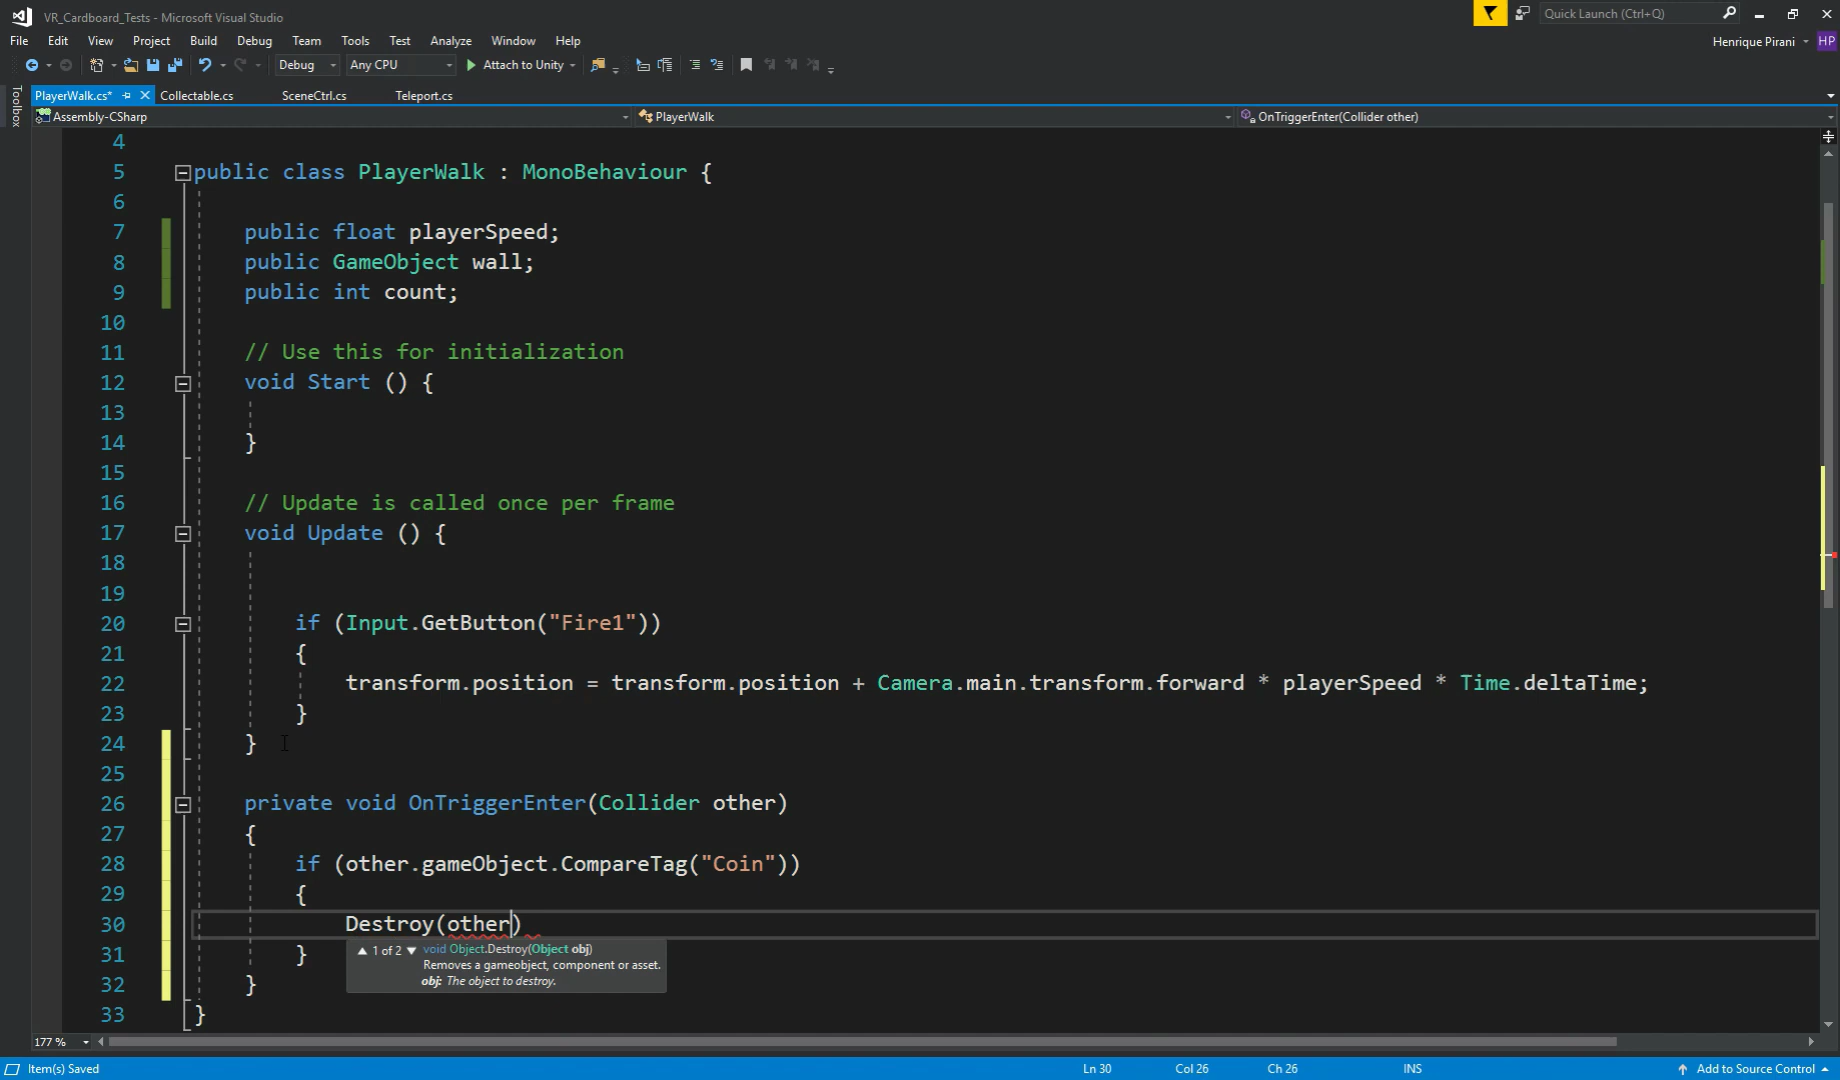 VR_Cardboard_Tests - Microsoft Visual Studio
Quick Launch (Ctrl+Q)
File Edit View Project Build Debug Team Tools Test Analyze Window Help
Henrique Pirani HP
Debug Any CPU Attach to Unity
Toolbox
PlayerWalk.cs* Collectable.cs SceneCtrl.cs Teleport.cs
Assembly-CSharp PlayerWalk OnTriggerEnter(Collider other)
4
5 public class PlayerWalk : MonoBehaviour {
6
7 public float playerSpeed;
8 public GameObject wall;
9 public int count;
10
11 // Use this for initialization
12 void Start () {
13
14 }
15
16 // Update is called once per frame
17 void Update () {
18
19
20 if (Input.GetButton("Fire1"))
21 {
22 transform.position = transform.position + Camera.main.transform.forward * playerSpeed * Time.deltaTime;
23 }
24 }
25
26 private void OnTriggerEnter(Collider other)
27 {
28 if (other.gameObject.CompareTag("Coin"))
29 {
30 Destroy(other)
31 }
▲ 1 of 2 ▼ void Object.Destroy(Object obj)
Removes a gameobject, component or asset.
obj: The object to destroy.
32 }
33 }
177 %
Item(s) Saved Ln 30 Col 26 Ch 26 INS Add to Source Control